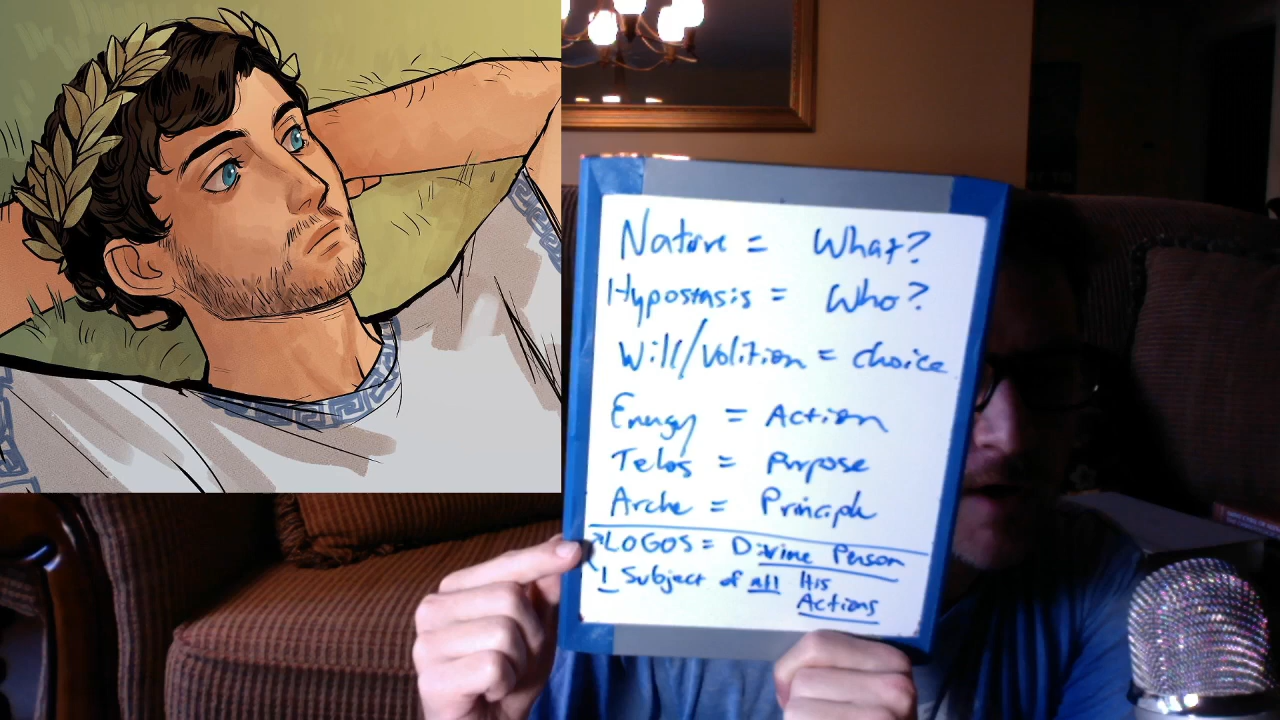 Nature = What?
Hypostasis = Who?
Will/Volition = choice
Energy = Action
Telos = Purpose
Arche = Principle
LOGOS = Divine Person
1 Subject of all His
Actions